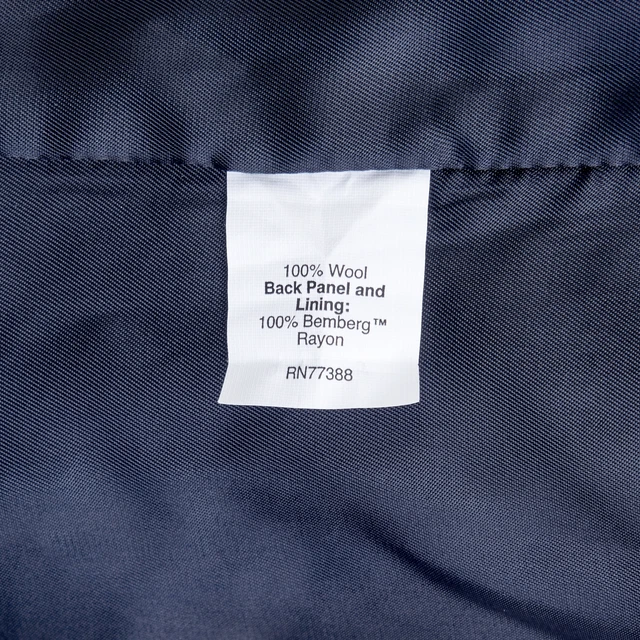 100% Wool
Back Panel and
Lining:
100% Bemberg™
Rayon
RN77388